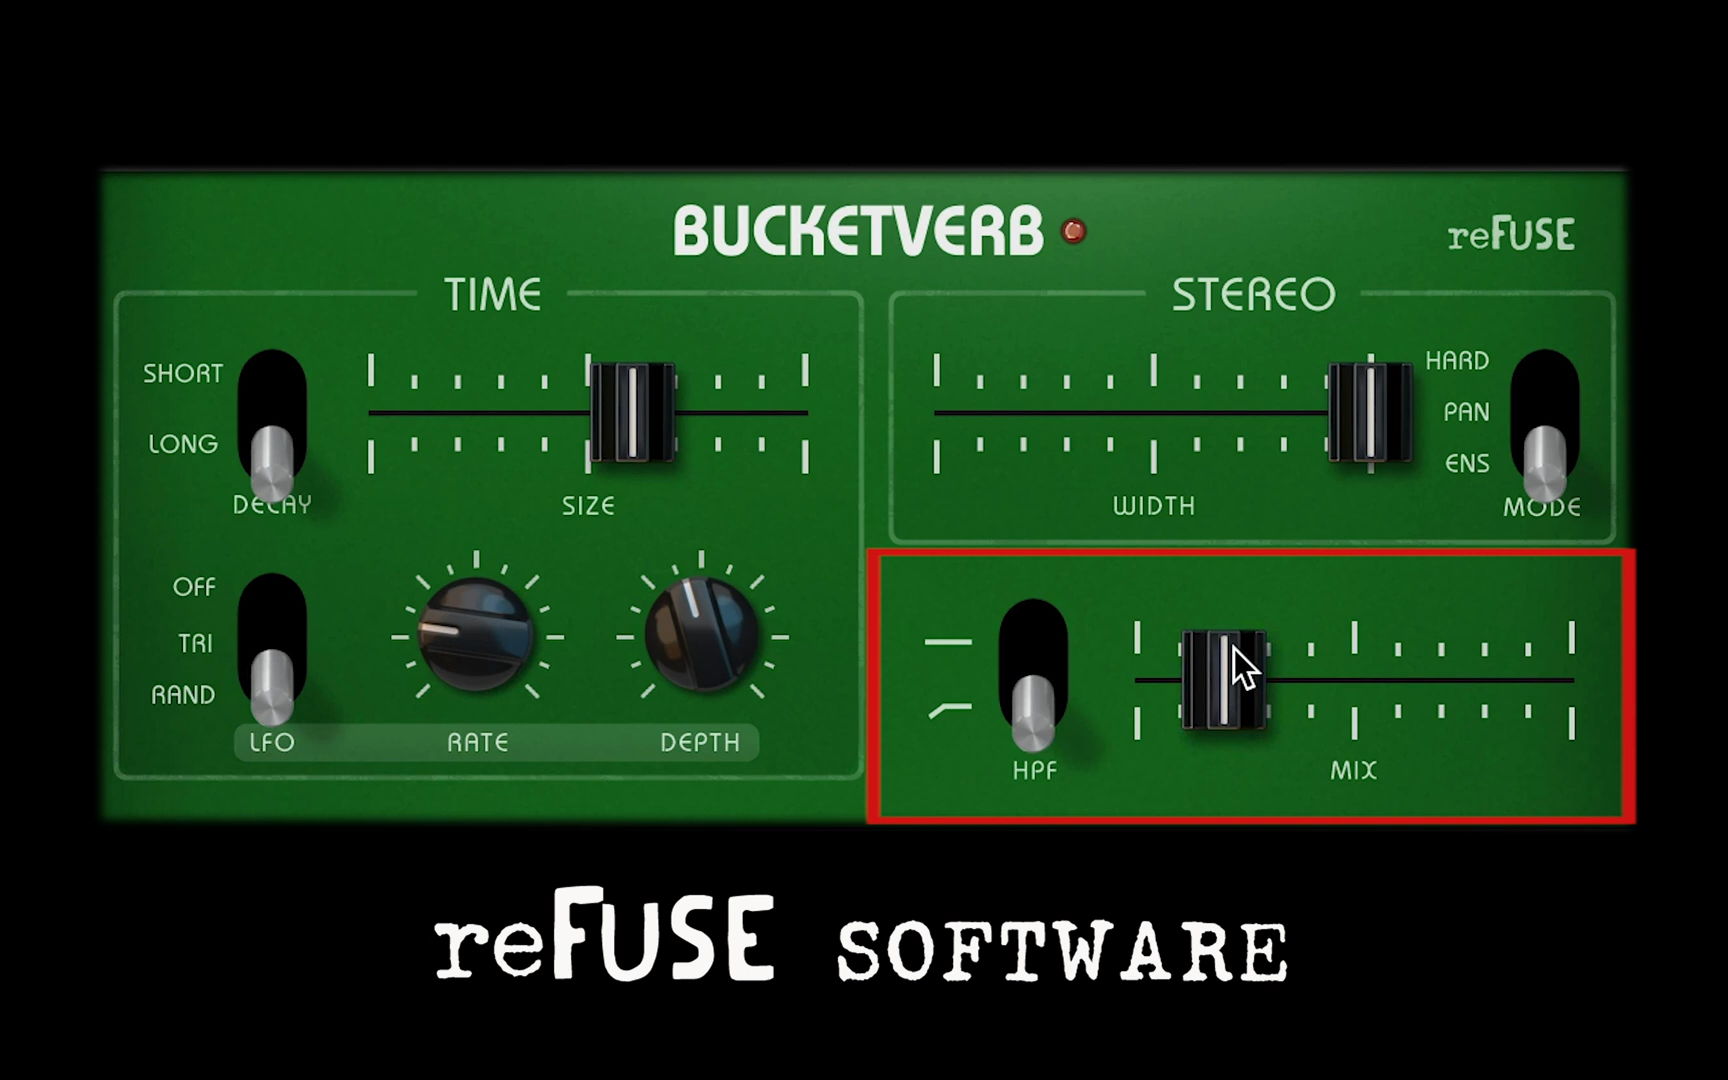 BUCKETVERB
reFUSE
TIME
STEREO
SHORT
LONG
DECAY
SIZE
WIDTH
HARD
PAN
ENS
MODE
OFF
TRI
RAND
LFO
RATE
DEPTH
HPF
MIX
reFUSE SOFTWARE